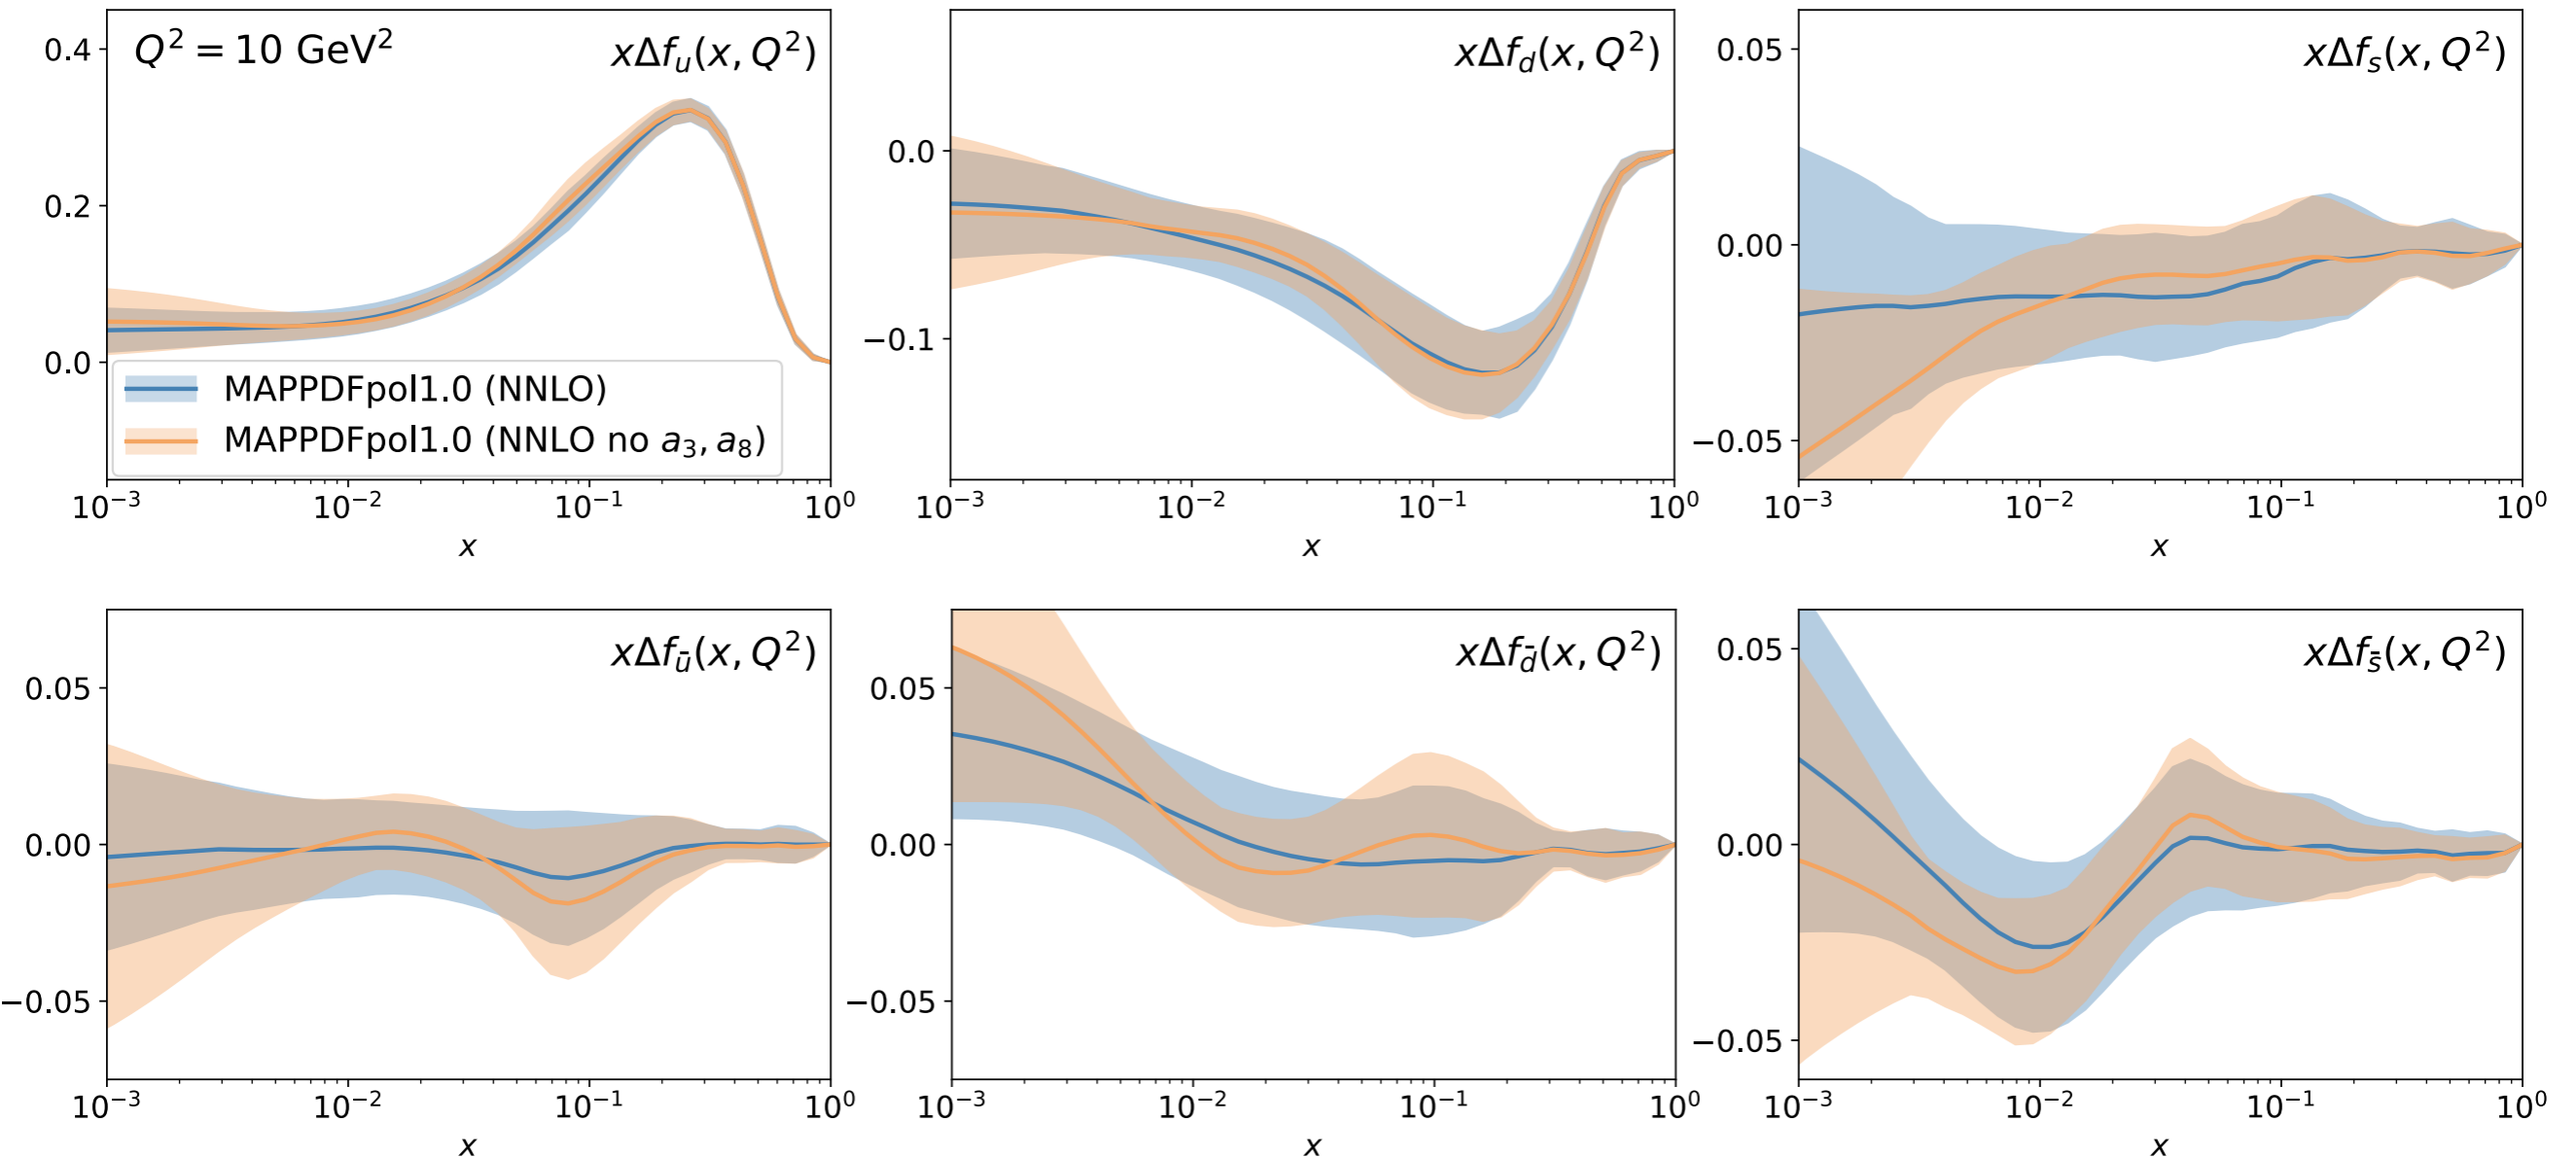 Q² = 10 GeV²
xΔf_u(x, Q²)
0.4
0.2
0.0
MAPPDFpol1.0 (NNLO)
MAPPDFpol1.0 (NNLO no a₃, a₈)
10⁻³ 10⁻² 10⁻¹ 10⁰
x
xΔf_d(x, Q²)
0.0
−0.1
10⁻³ 10⁻² 10⁻¹ 10⁰
x
xΔf_s(x, Q²)
0.05
0.00
−0.05
10⁻³ 10⁻² 10⁻¹ 10⁰
x
xΔf_ū(x, Q²)
0.05
0.00
−0.05
10⁻³ 10⁻² 10⁻¹ 10⁰
x
xΔf_d̄(x, Q²)
0.05
0.00
−0.05
10⁻³ 10⁻² 10⁻¹ 10⁰
x
xΔf_s̄(x, Q²)
0.05
0.00
−0.05
10⁻³ 10⁻² 10⁻¹ 10⁰
x